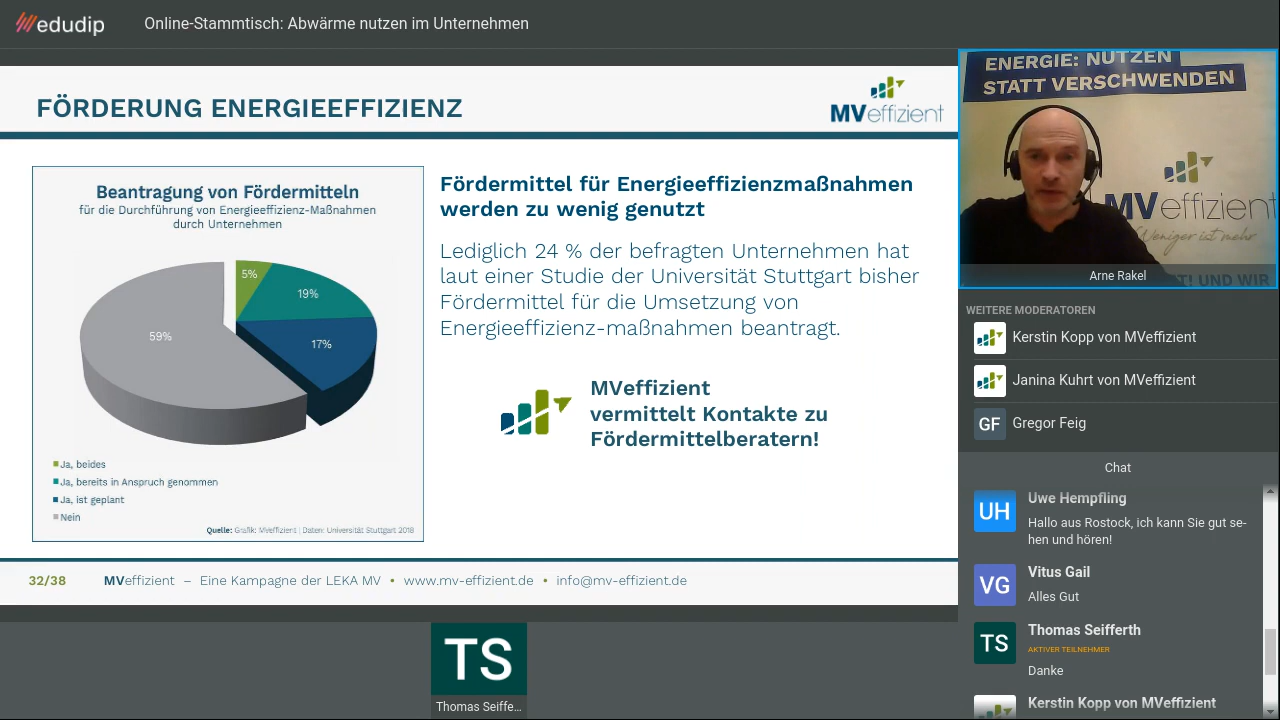 edudip
Online-Stammtisch: Abwärme nutzen im Unternehmen
FÖRDERUNG ENERGIEEFFIZIENZ
MVeffizient
Beantragung von Fördermitteln
für die Durchführung von Energieeffizienz-Maßnahmen
durch Unternehmen
5%
19%
17%
59%
Ja, beides
Ja, bereits in Anspruch genommen
Ja, ist geplant
Nein
Quelle: Grafik: MVeffizient | Daten: Universität Stuttgart 2018
Fördermittel für Energieeffizienzmaßnahmen
werden zu wenig genutzt
Lediglich 24 % der befragten Unternehmen hat
laut einer Studie der Universität Stuttgart bisher
Fördermittel für die Umsetzung von
Energieeffizienz-maßnahmen beantragt.
MVeffizient
vermittelt Kontakte zu
Fördermittelberatern!
32/38
MVeffizient – Eine Kampagne der LEKA MV • www.mv-effizient.de • info@mv-effizient.de
TS
Thomas Seiffe...
ENERGIE: NUTZEN
STATT VERSCHWENDEN
MVeffizient
Weniger ist mehr
T! UND WIR
Arne Rakel
WEITERE MODERATOREN
Kerstin Kopp von MVeffizient
Janina Kuhrt von MVeffizient
GF
Gregor Feig
Chat
UH
Uwe Hempfling
Hallo aus Rostock, ich kann Sie gut se-
hen und hören!
VG
Vitus Gail
Alles Gut
TS
Thomas Seifferth
AKTIVER TEILNEHMER
Danke
Kerstin Kopp von MVeffizient